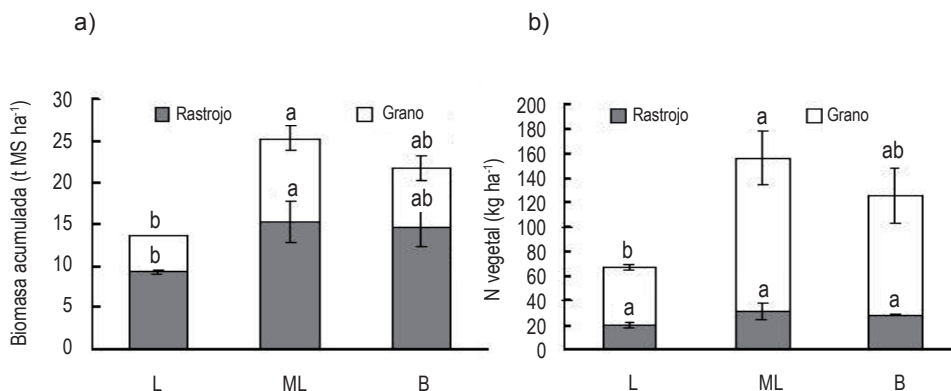 a)
Biomasa acumulada (t MS ha⁻¹)
30
25
20
15
10
5
0
Rastrojo
Grano
b
b
a
a
ab
ab
L
ML
B
b)
N vegetal (kg ha⁻¹)
200
180
160
140
120
100
80
60
40
20
0
Rastrojo
Grano
b
a
a
a
ab
a
L
ML
B